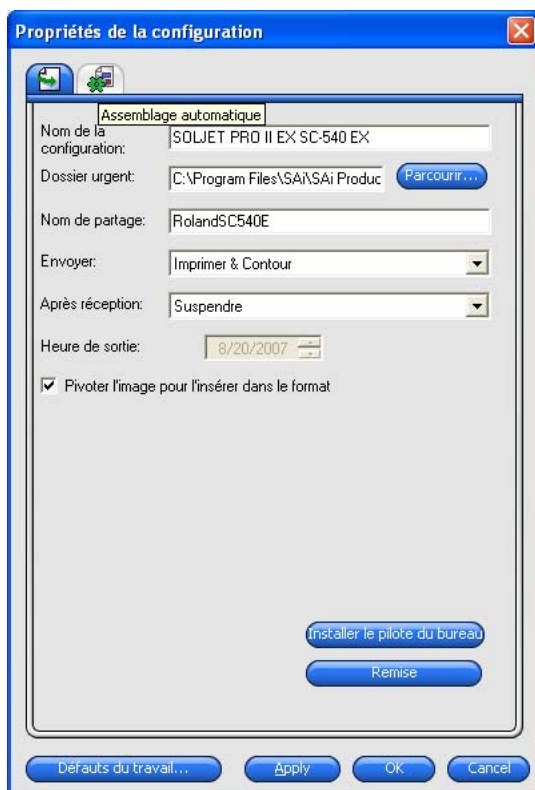 Propriétés de la configuration
Assemblage automatique
Nom de la
configuration:
SOLJET PRO II EX SC-540 EX
Dossier urgent:
C:\Program Files\SAi\SAi Produc
Parcourir...
Nom de partage:
RolandSC540E
Envoyer:
Imprimer & Contour
Après réception:
Suspendre
Heure de sortie:
8/20/2007
Pivoter l'image pour l'insérer dans le format
Installer le pilote du bureau
Remise
Défauts du travail...
Apply
OK
Cancel